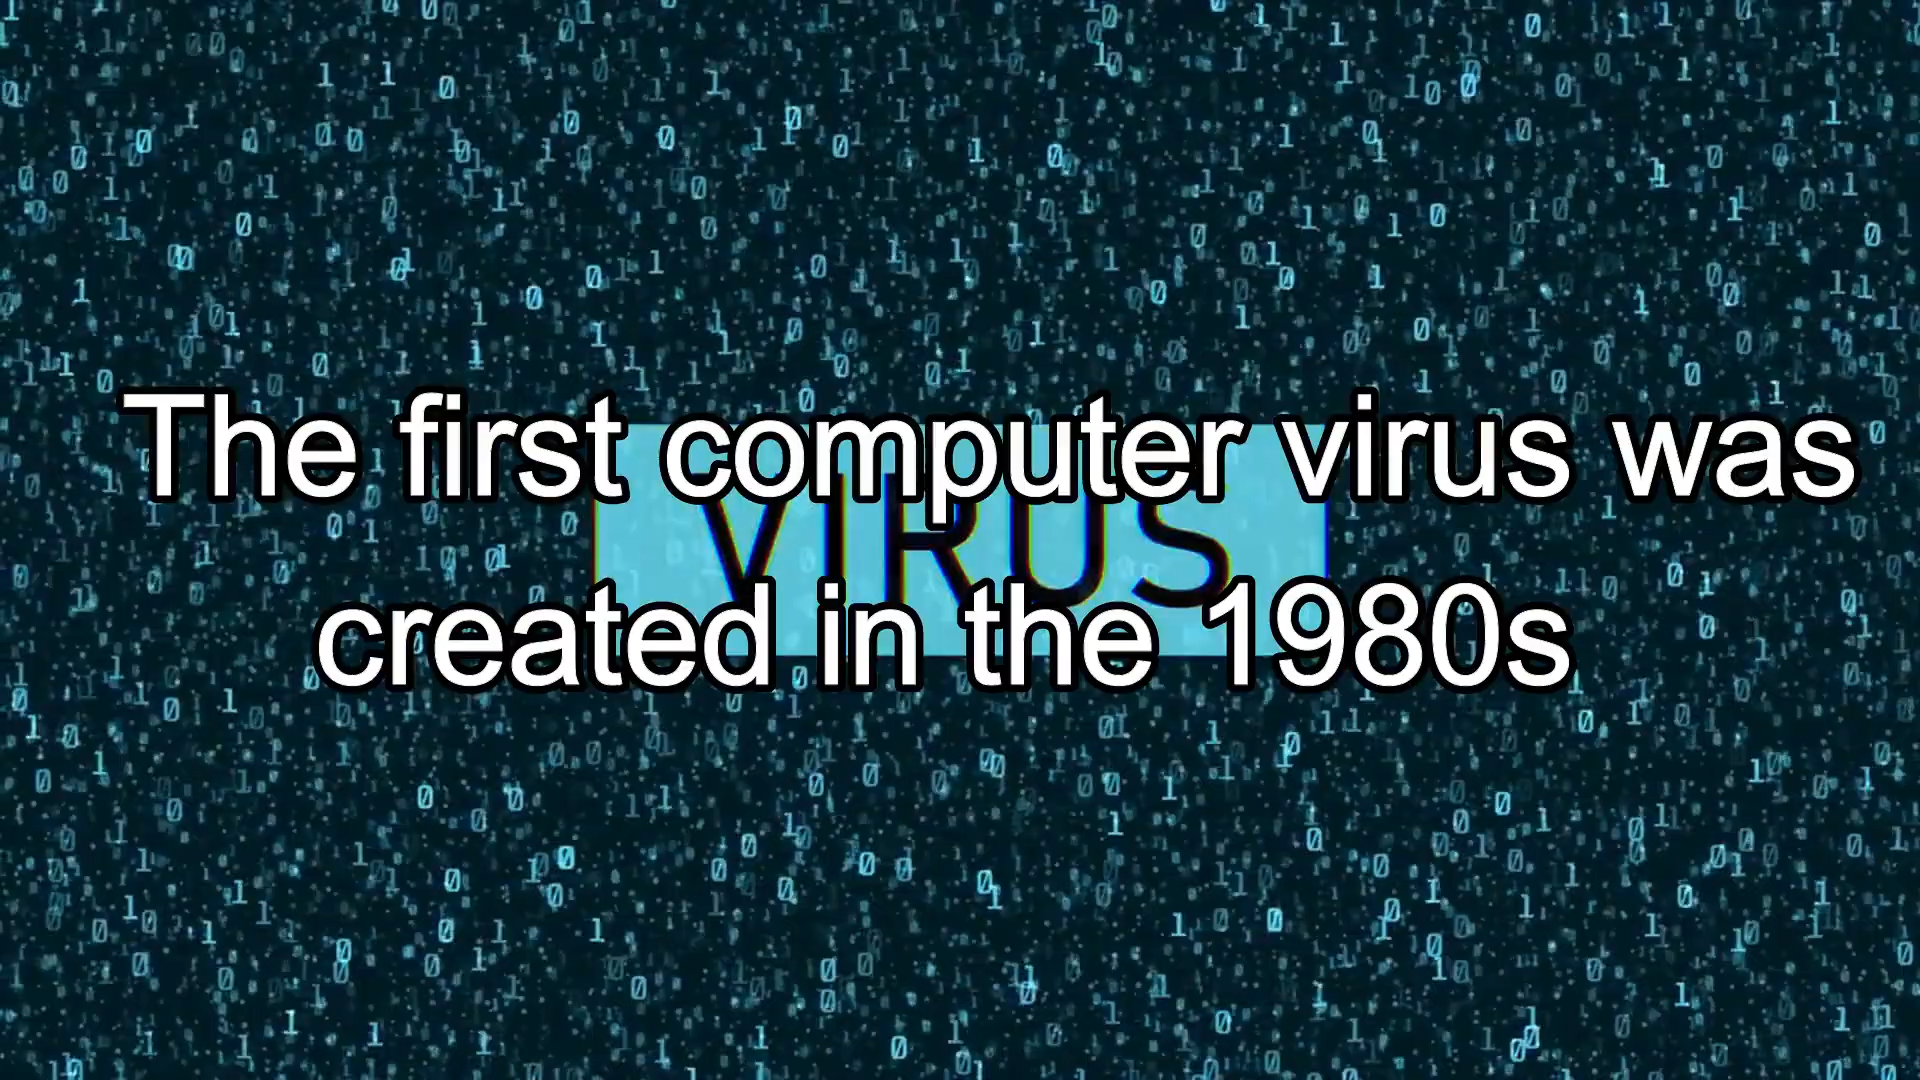 The first computer virus was
VIRUS
created in the 1980s